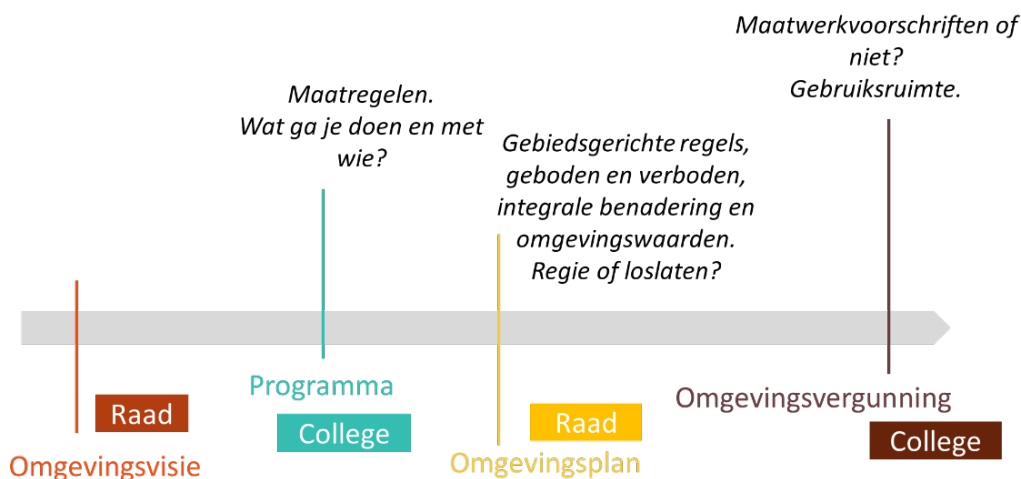 Maatwerkvoorschriften of
niet?
Gebruiksruimte.
Maatregelen.
Wat ga je doen en met
wie?
Gebiedsgerichte regels,
geboden en verboden,
integrale benadering en
omgevingswaarden.
Regie of loslaten?
Omgevingsvisie
Raad
Programma
College
Omgevingsplan
Raad
Omgevingsvergunning
College